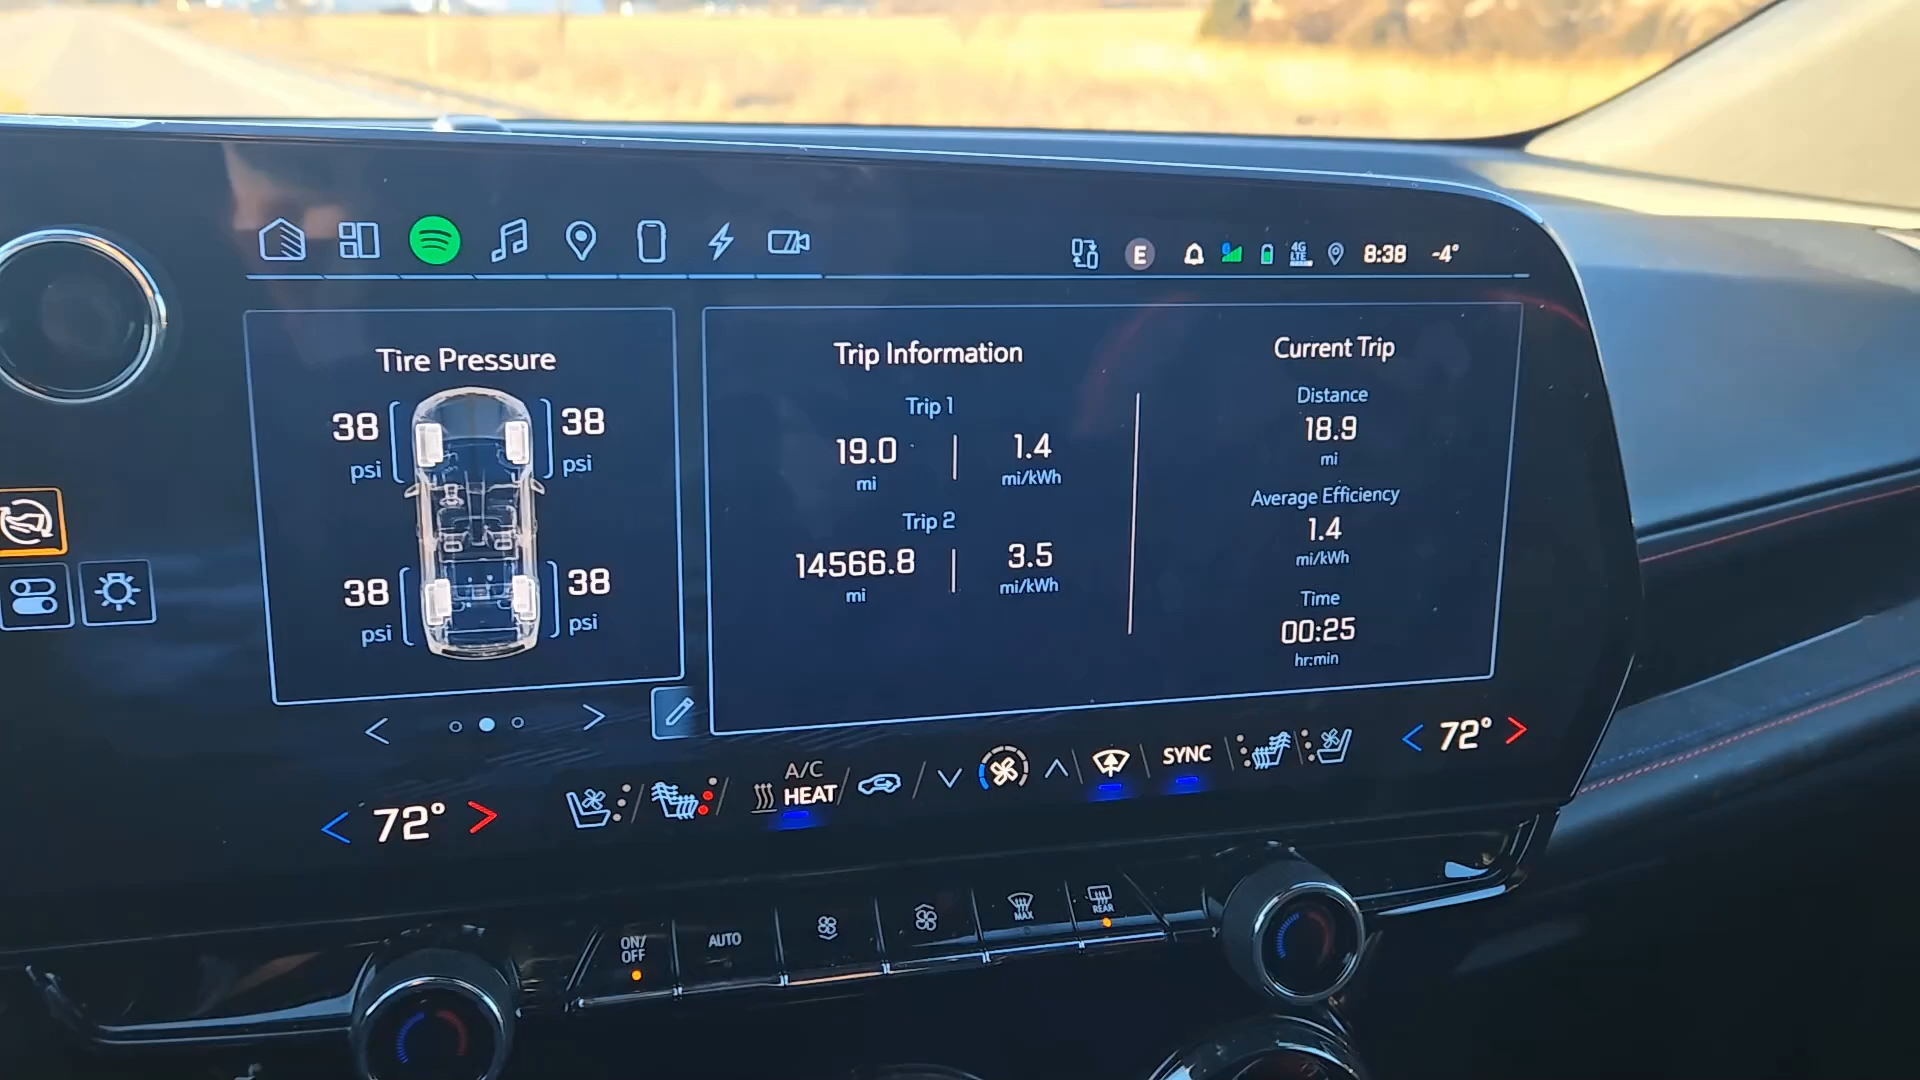 E
4G
LTE
8:38
-4°
Tire Pressure
38
psi
38
psi
38
psi
38
psi
Trip Information
Trip 1
19.0
mi
1.4
mi/kWh
Trip 2
14566.8
mi
3.5
mi/kWh
Current Trip
Distance
18.9
mi
Average Efficiency
1.4
mi/kWh
Time
00:25
hr:min
72°
A/C
HEAT
SYNC
72°
ON/
OFF
AUTO
MAX
REAR